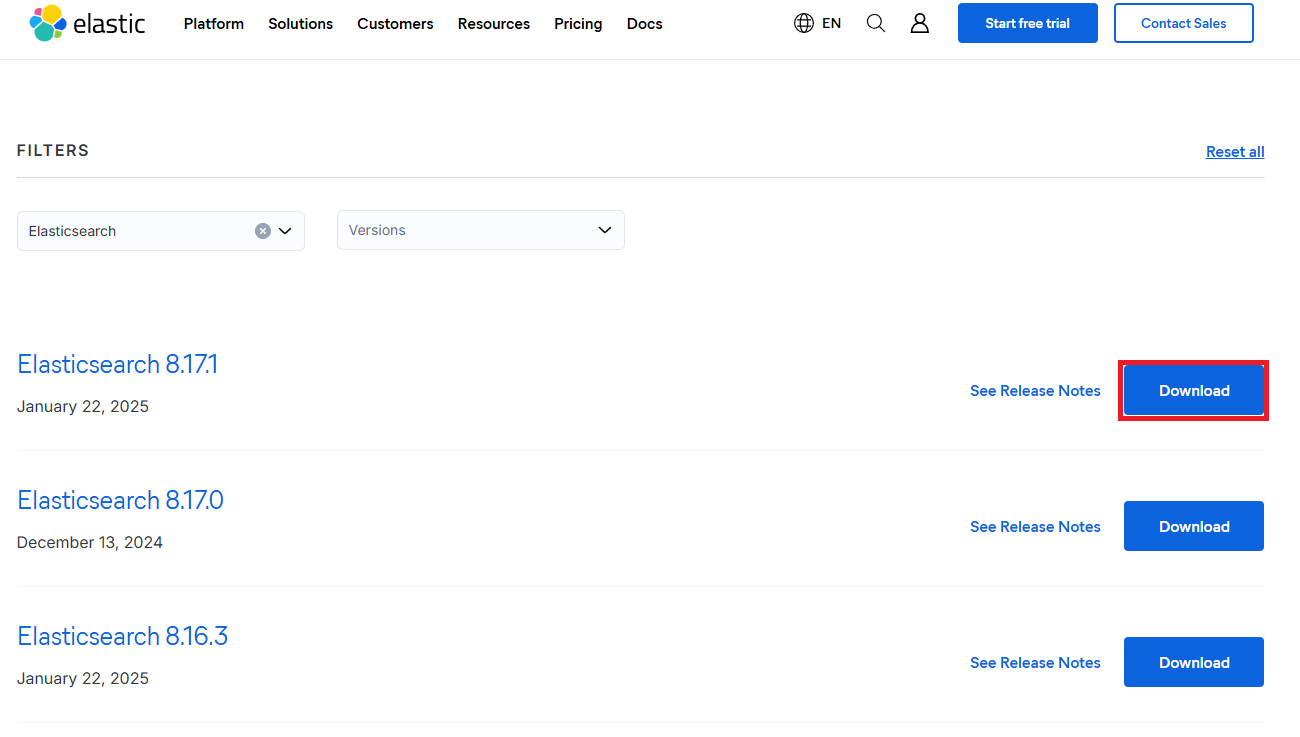 elastic Platform Solutions Customers Resources Pricing Docs EN Start free trial Contact Sales
FILTERS Reset all
Elasticsearch Versions
Elasticsearch 8.17.1
See Release Notes Download
January 22, 2025
Elasticsearch 8.17.0
See Release Notes Download
December 13, 2024
Elasticsearch 8.16.3
See Release Notes Download
January 22, 2025